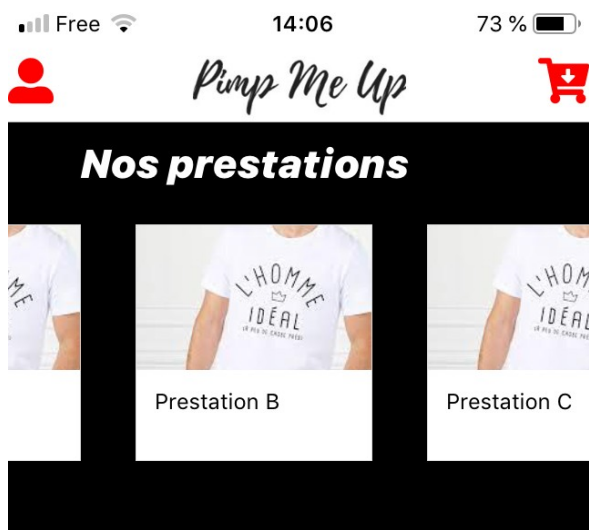 Free 14:06 73 %
Pimp Me Up
Nos prestations
L'HOMME
IDÉAL
L'HOM
IDÉAL
Prestation B
Prestation C